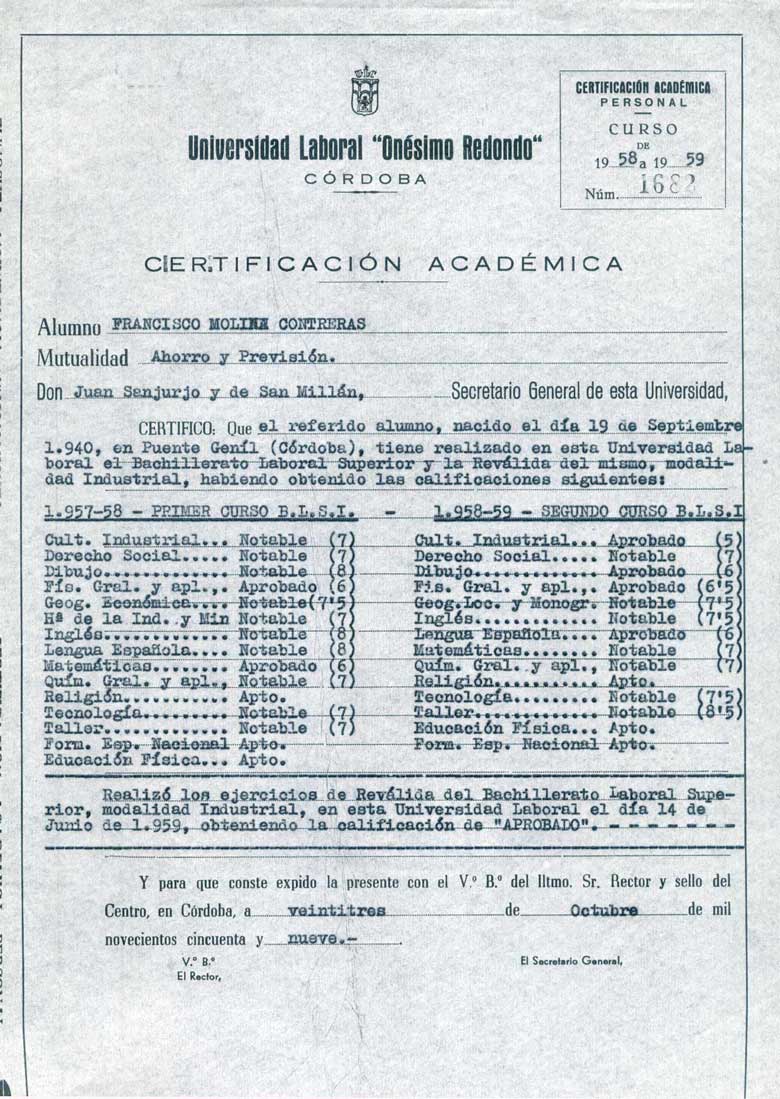 CERTIFICACIÓN ACADÉMICA
PERSONAL
CURSO
DE
19 58 a 19 59
Núm. 1682
Universidad Laboral "Onésimo Redondo"
CÓRDOBA
CERTIFICACIÓN ACADÉMICA
Alumno FRANCISCO MOLINA CONTRERAS
Mutualidad Ahorro y Previsión.
Don Juan Sanjurjo y de San Millán, Secretario General de esta Universidad,
CERTIFICO: Que el referido alumno, nacido el día 19 de Septiembre
1.940, en Puente Genil (Córdoba), tiene realizado en esta Universidad La-
boral el Bachillerato Laboral Superior y la Reválida del mismo, modali-
dad Industrial, habiendo obtenido las calificaciones siguientes:
1.957-58 - PRIMER CURSO B.L.S.I. - 1.958-59 - SEGUNDO CURSO B.L.S.I
Cult. Industrial... Notable (7) Cult. Industrial... Aprobado (5)
Derecho Social..... Notable (7) Derecho Social..... Notable (7)
Dibujo............. Notable (8) Dibujo............. Aprobado (6)
Fís. Gral. y apl.,. Aprobado (6) Fís. Gral. y apl.,. Aprobado (6'5)
Geog. Económica.... Notable(7'5 Geog.Loc. y Monogr. Notable (7'5)
Hª de la Ind. y Min Notable (7) Inglés............. Notable (7'5)
Inglés............. Notable (8) Lengua Española.... Aprobado (6)
Lengua Española.... Notable (8) Matemáticas........ Notable (7)
Matemáticas........ Aprobado (6) Quím. Gral. y apl., Notable (7)
Quím. Gral. y apl., Notable (7) Religión........... Apto.
Religión........... Apto. Tecnología......... Notable (7'5)
Tecnología......... Notable (7) Taller............. Notable (8'5)
Taller............. Notable (7) Educación Física... Apto.
Form. Esp. Nacional Apto. Form. Esp. Nacional Apto.
Educación Física... Apto.
Realizó los ejercicios de Reválida del Bachillerato Laboral Supe-
rior, modalidad Industrial, en esta Universidad Laboral el día 14 de
Junio de 1.959, obteniendo la calificación de "APROBADO". - - - - - - -
Y para que conste expido la presente con el V.º B.º del Iltmo. Sr. Rector y sello del
Centro, en Córdoba, a veintitres de Octubre de mil
novecientos cincuenta y nueve.-
V.º B.º
El Rector,
El Secretario General,